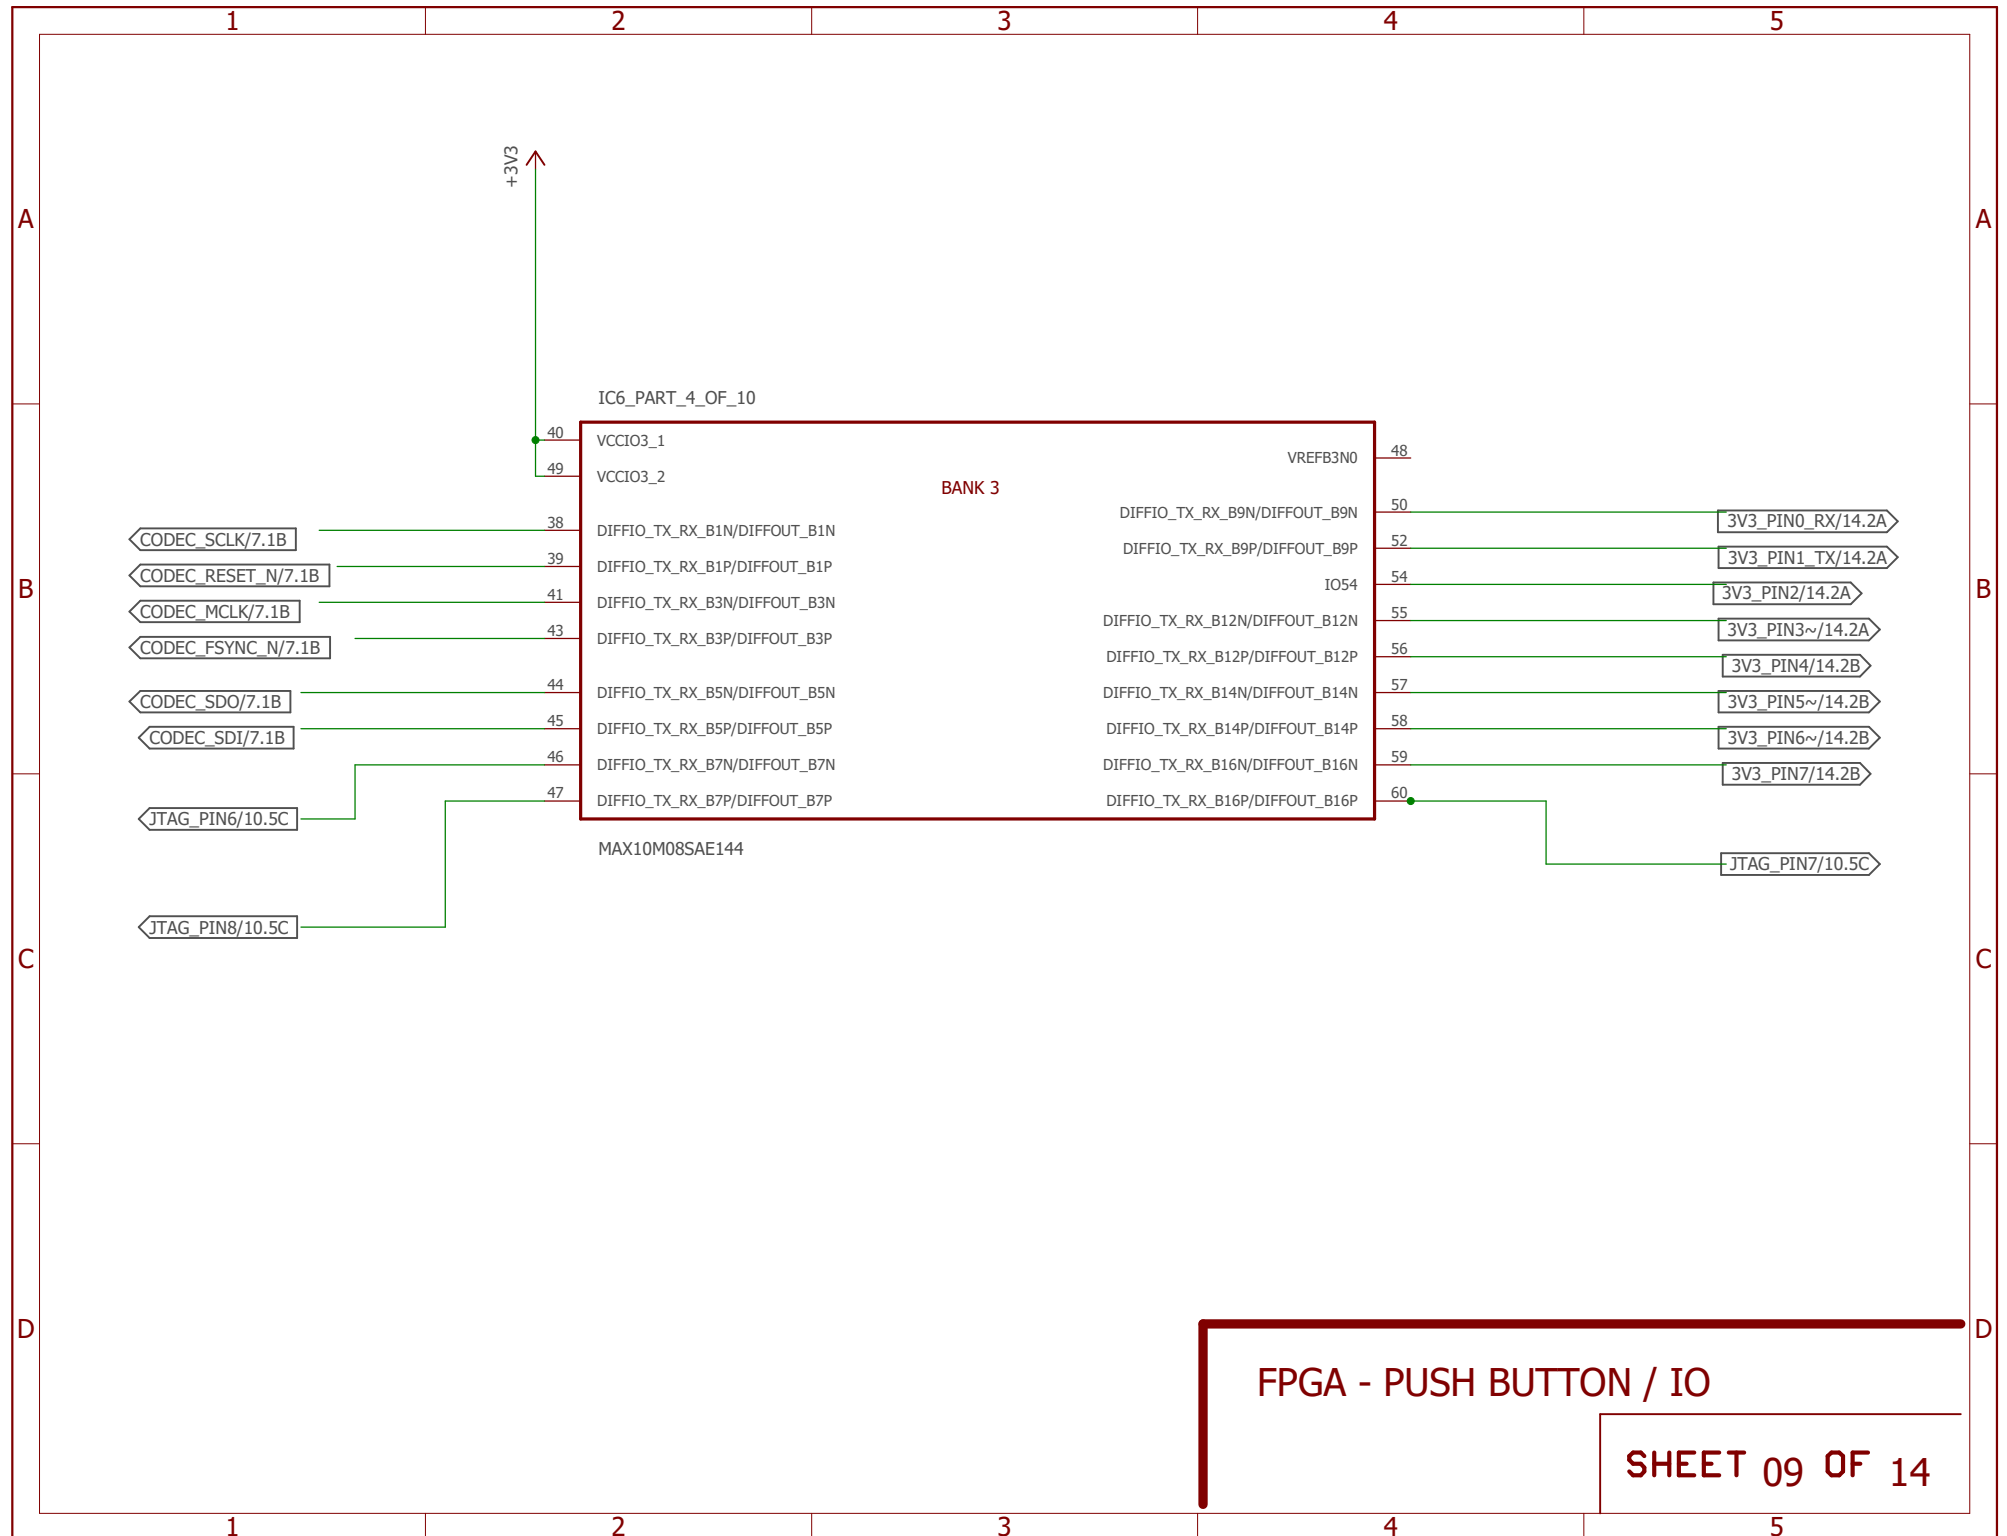 1 2 3 4 5
+3V3
A A
IC6_PART_4_OF_10
40 VCCIO3_1
VREFB3N0 48
49 VCCIO3_2
BANK 3
DIFFIO_TX_RX_B9N/DIFFOUT_B9N 50 3V3_PIN0_RX/14.2A
CODEC_SCLK/7.1B 38 DIFFIO_TX_RX_B1N/DIFFOUT_B1N
DIFFIO_TX_RX_B9P/DIFFOUT_B9P 52 3V3_PIN1_TX/14.2A
CODEC_RESET_N/7.1B 39 DIFFIO_TX_RX_B1P/DIFFOUT_B1P
IO54 54 3V3_PIN2/14.2A
B B
CODEC_MCLK/7.1B 41 DIFFIO_TX_RX_B3N/DIFFOUT_B3N
DIFFIO_TX_RX_B12N/DIFFOUT_B12N 55 3V3_PIN3~/14.2A
CODEC_FSYNC_N/7.1B 43 DIFFIO_TX_RX_B3P/DIFFOUT_B3P
DIFFIO_TX_RX_B12P/DIFFOUT_B12P 56 3V3_PIN4/14.2B
CODEC_SDO/7.1B 44 DIFFIO_TX_RX_B5N/DIFFOUT_B5N DIFFIO_TX_RX_B14N/DIFFOUT_B14N 57 3V3_PIN5~/14.2B
CODEC_SDI/7.1B 45 DIFFIO_TX_RX_B5P/DIFFOUT_B5P DIFFIO_TX_RX_B14P/DIFFOUT_B14P 58 3V3_PIN6~/14.2B
46 DIFFIO_TX_RX_B7N/DIFFOUT_B7N DIFFIO_TX_RX_B16N/DIFFOUT_B16N 59 3V3_PIN7/14.2B
47 DIFFIO_TX_RX_B7P/DIFFOUT_B7P DIFFIO_TX_RX_B16P/DIFFOUT_B16P 60
JTAG_PIN6/10.5C
MAX10M08SAE144
JTAG_PIN7/10.5C
JTAG_PIN8/10.5C
C C
D D
FPGA - PUSH BUTTON / IO
SHEET 09 OF 14
1 2 3 4 5